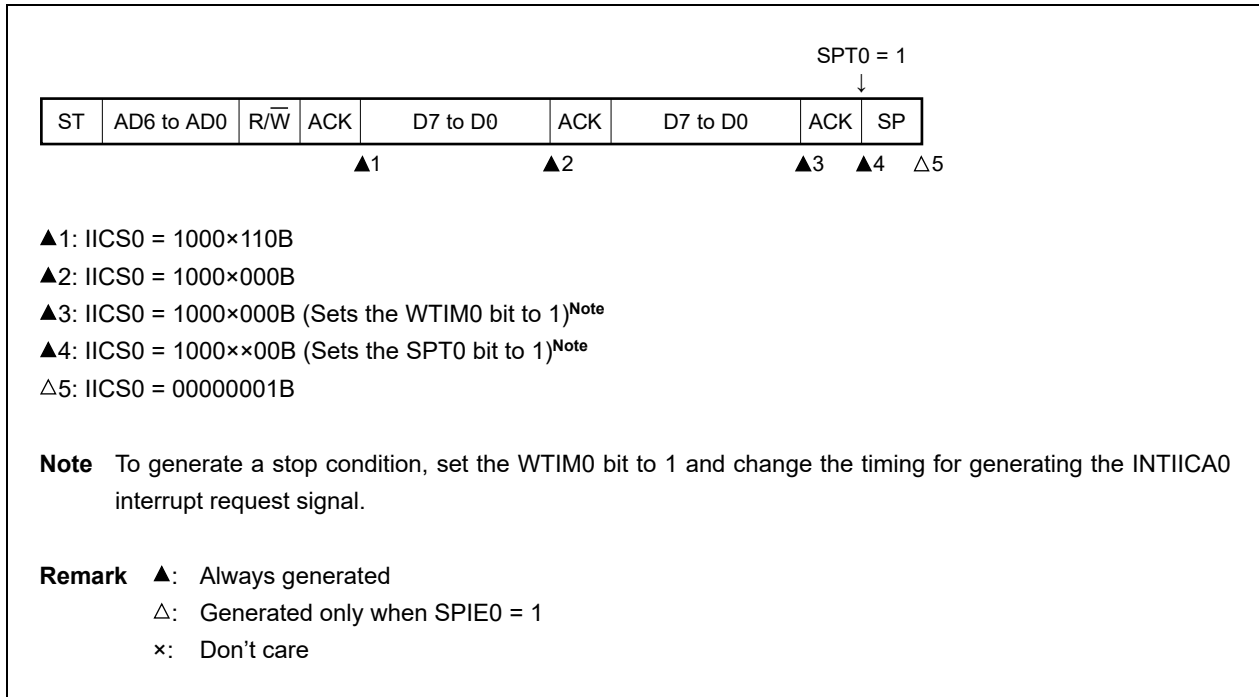 SPT0 = 1
↓
ST AD6 to AD0 R/W̅ ACK D7 to D0 ACK D7 to D0 ACK SP
▲1 ▲2 ▲3 ▲4 △5
▲1: IICS0 = 1000×110B
▲2: IICS0 = 1000×000B
▲3: IICS0 = 1000×000B (Sets the WTIM0 bit to 1)Note
▲4: IICS0 = 1000××00B (Sets the SPT0 bit to 1)Note
△5: IICS0 = 00000001B
Note To generate a stop condition, set the WTIM0 bit to 1 and change the timing for generating the INTIICA0
interrupt request signal.
Remark ▲: Always generated
△: Generated only when SPIE0 = 1
×: Don't care